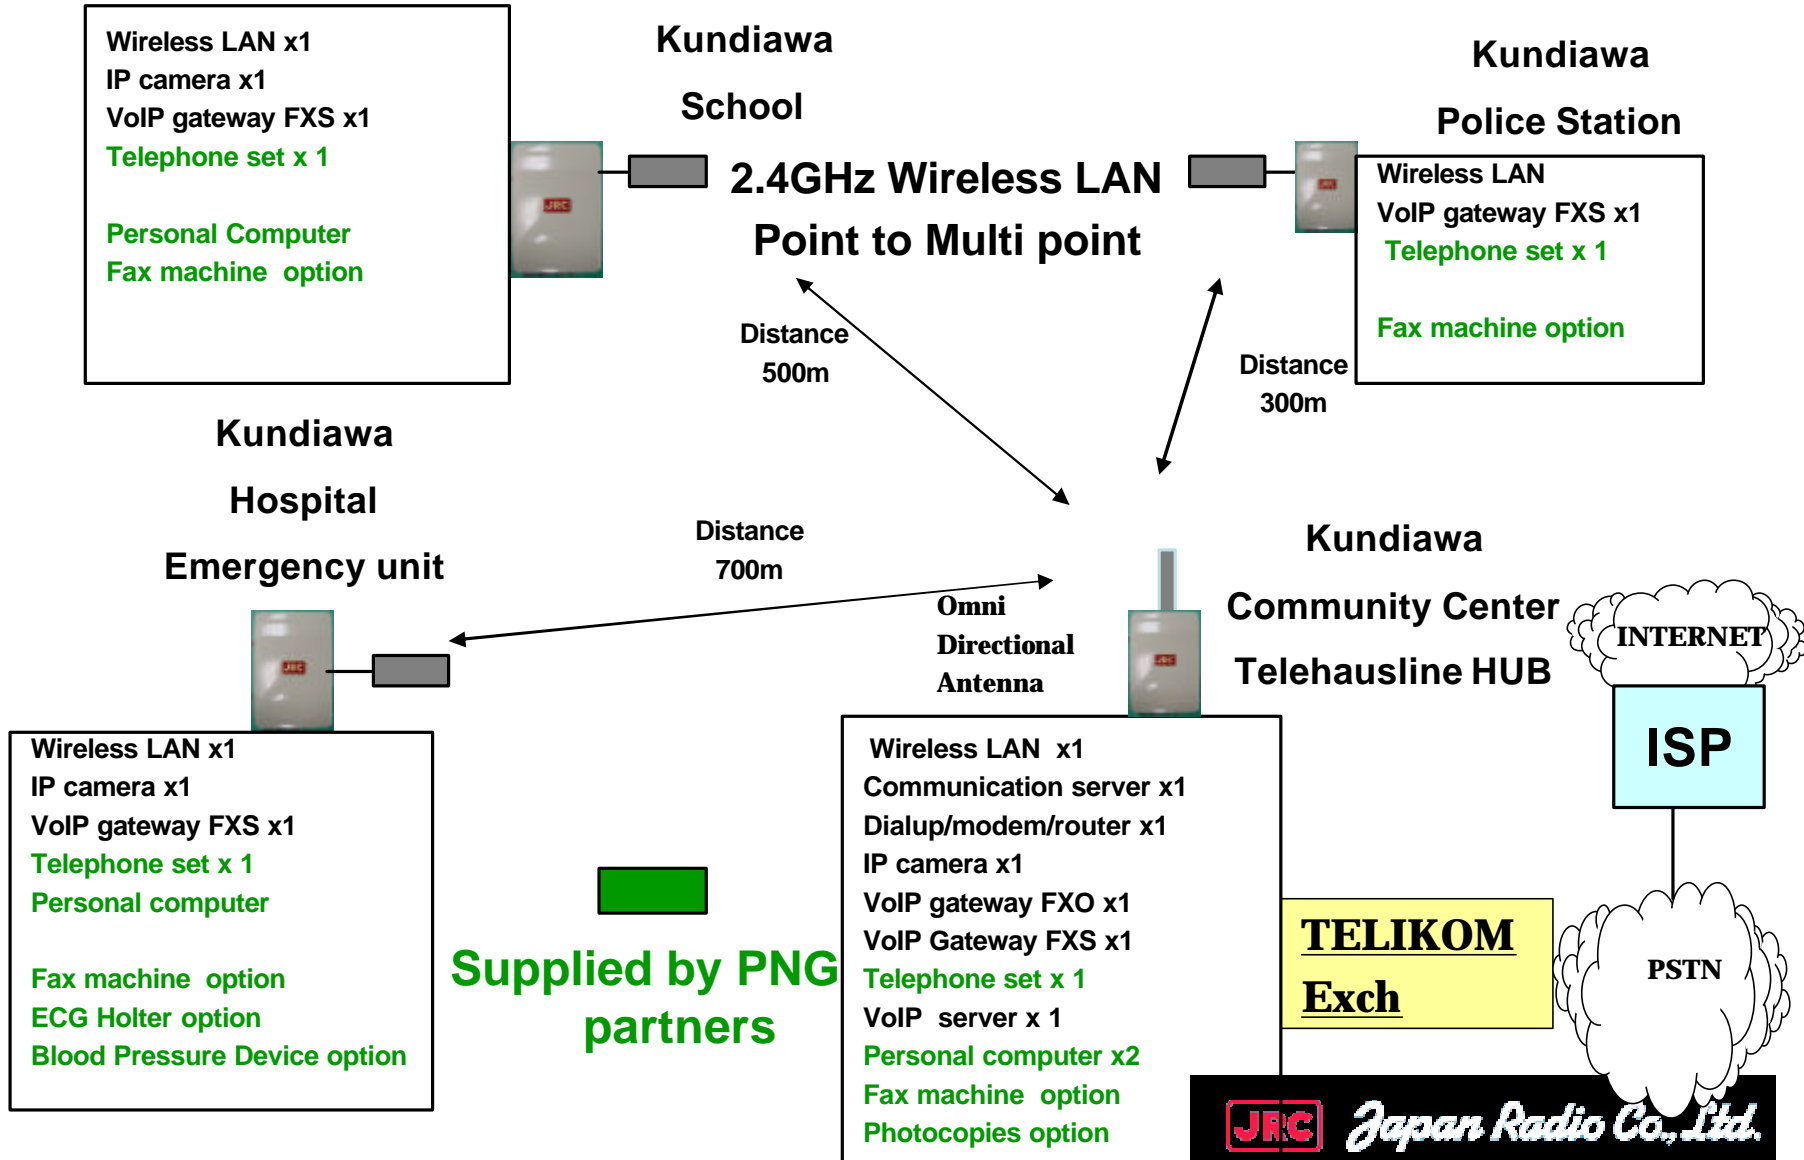 Wireless LAN x1
IP camera x1
VoIP gateway FXS x1
Telephone set x 1
Personal Computer
Fax machine option
Kundiawa
School
Kundiawa
Police Station
2.4GHz Wireless LAN
Point to Multi point
JRC
JRC
Wireless LAN
VoIP gateway FXS x1
Telephone set x 1
Fax machine option
Distance
500m
Distance
300m
Kundiawa
Hospital
Emergency unit
Distance
700m
Omni
Directional
Antenna
Kundiawa
Community Center
Telehausline HUB
INTERNET
ISP
JRC
JRC
Wireless LAN x1
IP camera x1
VoIP gateway FXS x1
Telephone set x 1
Personal computer
Fax machine option
ECG Holter option
Blood Pressure Device option
Supplied by PNG
partners
Wireless LAN x1
Communication server x1
Dialup/modem/router x1
IP camera x1
VoIP gateway FXO x1
VoIP Gateway FXS x1
Telephone set x 1
VoIP server x 1
Personal computer x2
Fax machine option
Photocopies option
TELIKOM
Exch
PSTN
JRC Japan Radio Co., Ltd.